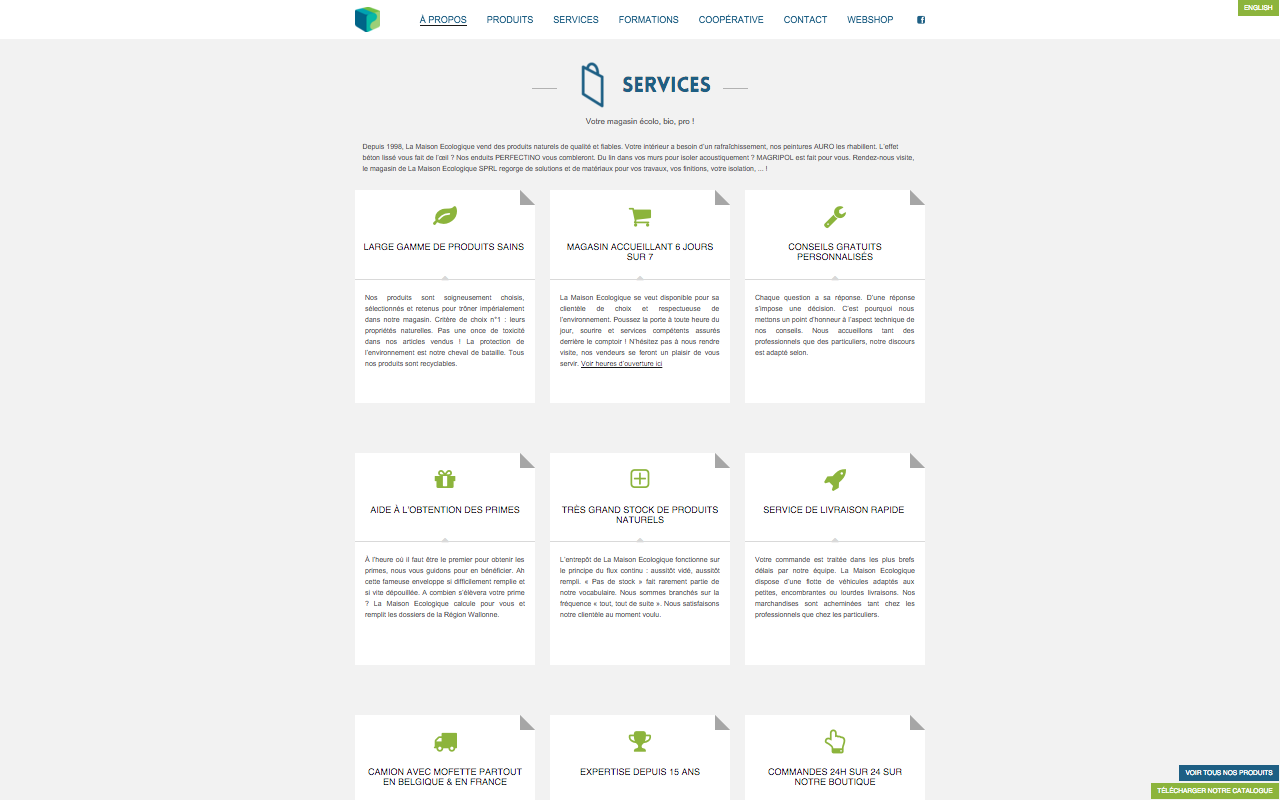 À PROPOS PRODUITS SERVICES FORMATIONS COOPÉRATIVE CONTACT WEBSHOP
ENGLISH
SERVICES
Votre magasin écolo, bio, pro !
Depuis 1998, La Maison Ecologique vend des produits naturels de qualité et fiables. Votre intérieur a besoin d'un rafraîchissement, nos peintures AURO les rhabillent. L'effet
béton lissé vous fait de l'œil ? Nos enduits PERFECTINO vous combleront. Du lin dans vos murs pour isoler acoustiquement ? MAGRIPOL est fait pour vous. Rendez-nous visite,
le magasin de La Maison Ecologique SPRL regorge de solutions et de matériaux pour vos travaux, vos finitions, votre isolation, ... !
LARGE GAMME DE PRODUITS SAINS
Nos produits sont soigneusement choisis,
sélectionnés et retenus pour trôner impérialement
dans notre magasin. Critère de choix n°1 : leurs
propriétés naturelles. Pas une once de toxicité
dans nos articles vendus ! La protection de
l'environnement est notre cheval de bataille. Tous
nos produits sont recyclables.
MAGASIN ACCUEILLANT 6 JOURS
SUR 7
La Maison Ecologique se veut disponible pour sa
clientèle de choix et respectueuse de
l'environnement. Poussez la porte à toute heure du
jour, sourire et services compétents assurés
derrière le comptoir ! N'hésitez pas à nous rendre
visite, nos vendeurs se feront un plaisir de vous
servir. Voir heures d'ouverture ici
CONSEILS GRATUITS
PERSONNALISÉS
Chaque question a sa réponse. D'une réponse
s'impose une décision. C'est pourquoi nous
mettons un point d'honneur à l'aspect technique de
nos conseils. Nous accueillons tant des
professionnels que des particuliers, notre discours
est adapté selon.
AIDE À L'OBTENTION DES PRIMES
À l'heure où il faut être le premier pour obtenir les
primes, nous vous guidons pour en bénéficier. Ah
cette fameuse enveloppe si difficilement remplie et
si vite dépouillée. A combien s'élèvera votre prime
? La Maison Ecologique calcule pour vous et
remplit les dossiers de la Région Wallonne.
TRÈS GRAND STOCK DE PRODUITS
NATURELS
L'entrepôt de La Maison Ecologique fonctionne sur
le principe du flux continu : aussitôt vidé, aussitôt
rempli. « Pas de stock » fait rarement partie de
notre vocabulaire. Nous sommes branchés sur la
fréquence « tout, tout de suite ». Nous satisfaisons
notre clientèle au moment voulu.
SERVICE DE LIVRAISON RAPIDE
Votre commande est traitée dans les plus brefs
délais par notre équipe. La Maison Ecologique
dispose d'une flotte de véhicules adaptés aux
petites, encombrantes ou lourdes livraisons. Nos
marchandises sont acheminées tant chez les
professionnels que chez les particuliers.
CAMION AVEC MOFETTE PARTOUT
EN BELGIQUE & EN FRANCE
EXPERTISE DEPUIS 15 ANS
COMMANDES 24H SUR 24 SUR
NOTRE BOUTIQUE
VOIR TOUS NOS PRODUITS
TÉLÉCHARGER NOTRE CATALOGUE